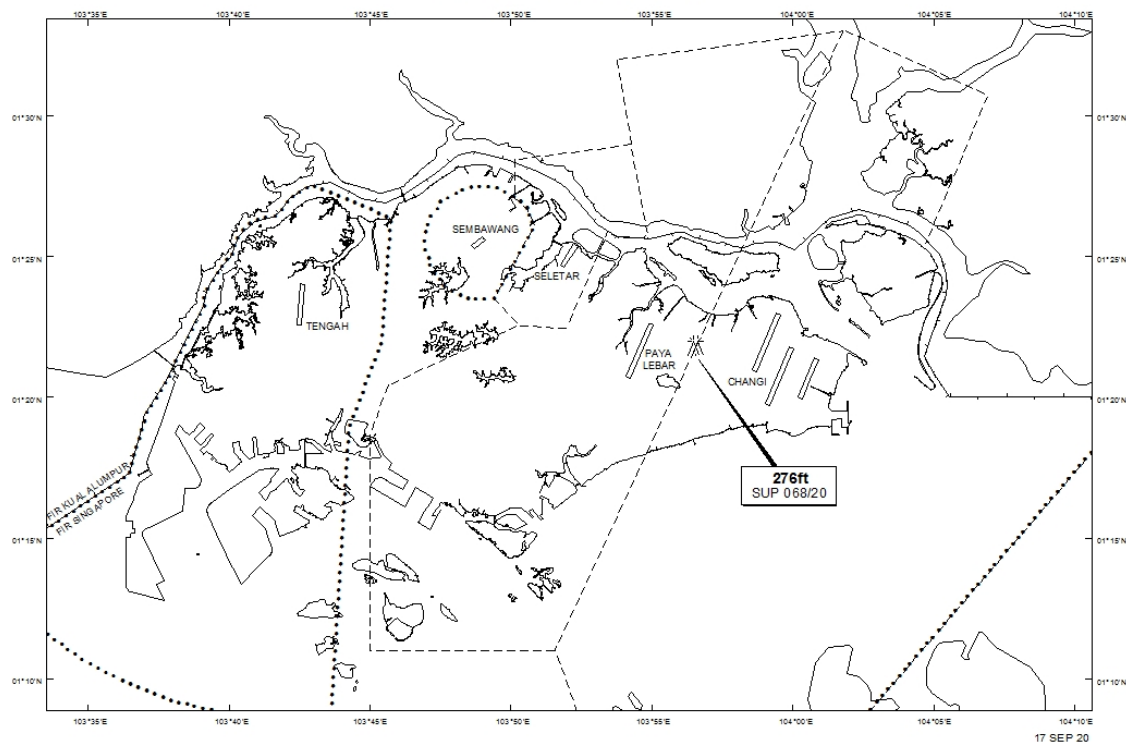 103°35'E 103°40'E 103°45'E 103°50'E 103°55'E 104°00'E 104°05'E 104°10'E
01°30'N 01°30'N
SEMBAWANG
01°25'N 01°25'N
SELETAR
TENGAH
PAYA
LEBAR
CHANGI
01°20'N 01°20'N
276ft
SUP 068/20
FIR KUALA LUMPUR
FIR SINGAPORE
01°15'N 01°15'N
01°10'N 01°10'N
103°35'E 103°40'E 103°45'E 103°50'E 103°55'E 104°00'E 104°05'E 104°10'E
17 SEP 20